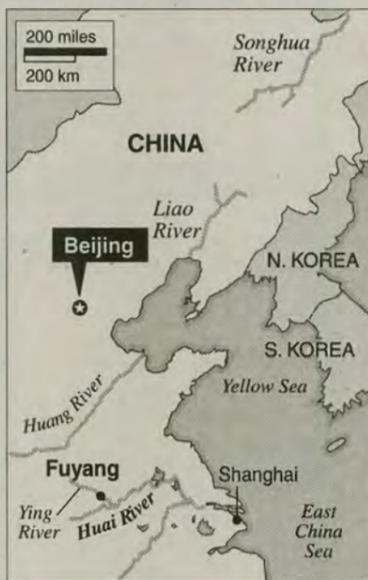 200 miles
200 km
Songhua
River
CHINA
Liao
River
Beijing
N. KOREA
S. KOREA
Yellow Sea
Huang River
Fuyang
Shanghai
Ying
River
Huai River
East
China
Sea